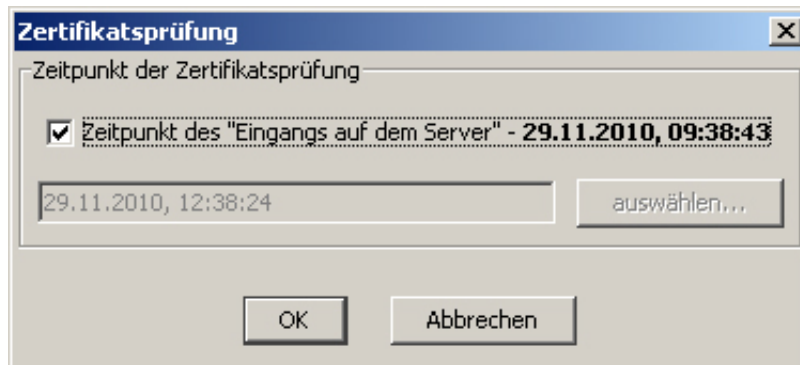 Zertifikatsprüfung
Zeitpunkt der Zertifikatsprüfung
Zeitpunkt des "Eingangs auf dem Server" - 29.11.2010, 09:38:43
29.11.2010, 12:38:24
auswählen...
OK
Abbrechen